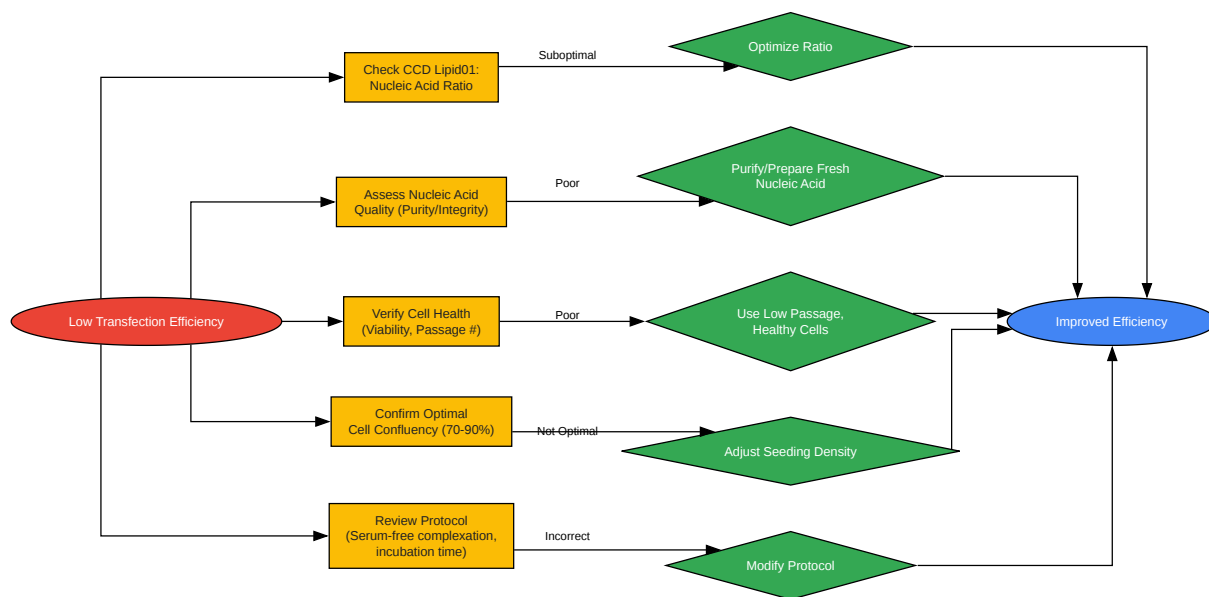 Low Transfection Efficiency
Check CCD Lipid01:
Nucleic Acid Ratio
Suboptimal
Optimize Ratio
Assess Nucleic Acid
Quality (Purity/Integrity)
Poor
Purify/Prepare Fresh
Nucleic Acid
Verify Cell Health
(Viability, Passage #)
Poor
Use Low Passage,
Healthy Cells
Confirm Optimal
Cell Confluency (70-90%)
Not Optimal
Adjust Seeding Density
Review Protocol
(Serum-free complexation,
incubation time)
Incorrect
Modify Protocol
Improved Efficiency